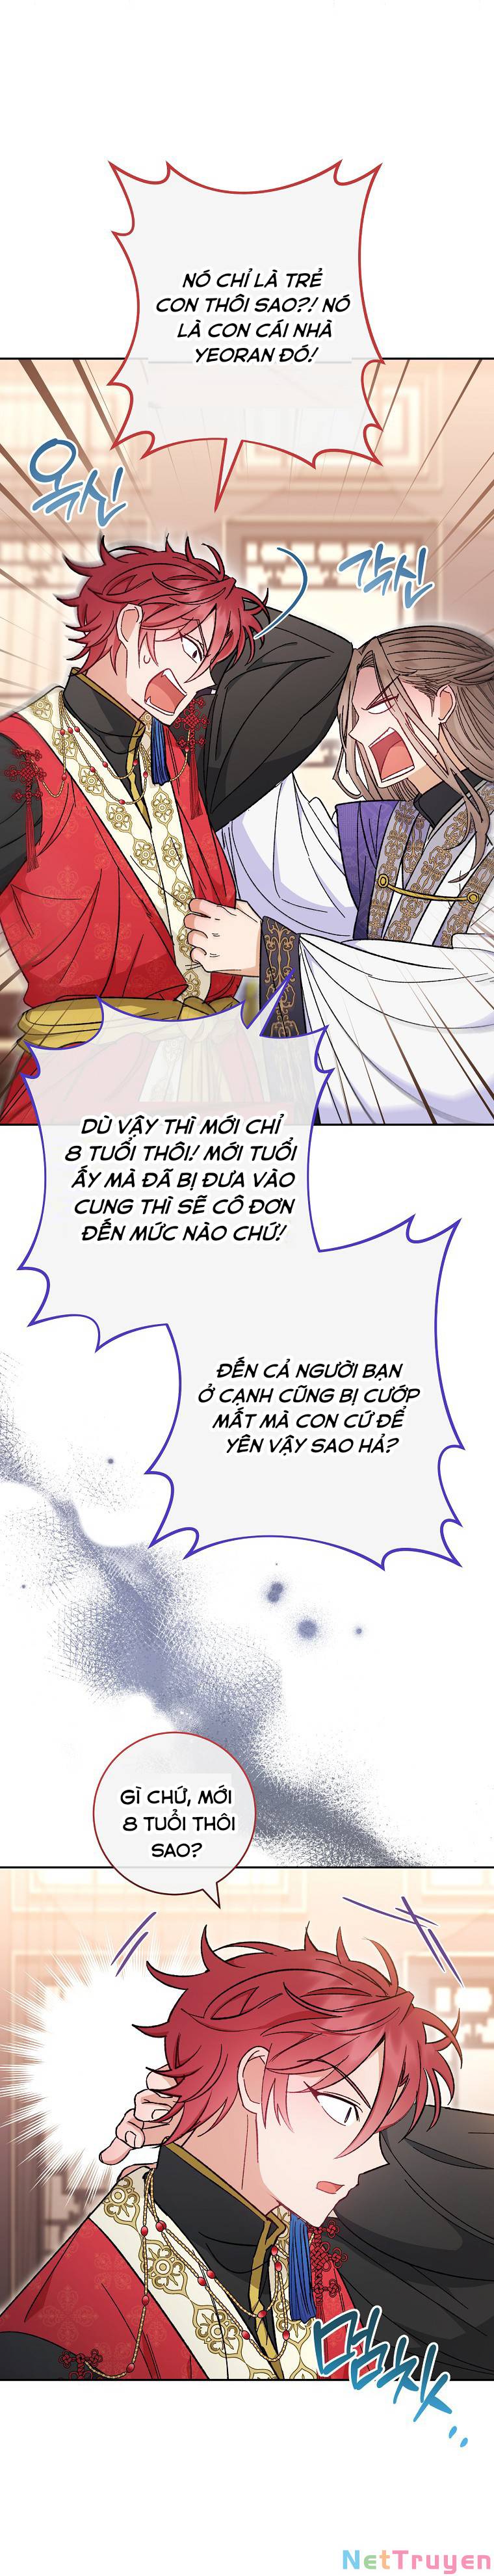 NÓ CHỈ LÀ TRẺ
CON THÔI SAO?! NÓ
LÀ CON CÁI NHÀ
YEORAN ĐÓ!
옥신
각신
DÙ VẬY THÌ MỚI CHỈ
8 TUỔI THÔI! MỚI TUỔI
ẤY MÀ ĐÃ BỊ ĐƯA VÀO
CUNG THÌ SẼ CÔ ĐƠN
ĐẾN MỨC NÀO CHỨ!
ĐẾN CẢ NGƯỜI BẠN
Ở CẠNH CŨNG BỊ CƯỚP
MẤT MÀ CON CỨ ĐỂ
YÊN VẬY SAO HẢ?
GÌ CHỨ, MỚI
8 TUỔI THÔI
SAO?
멈칫
NetTruyen